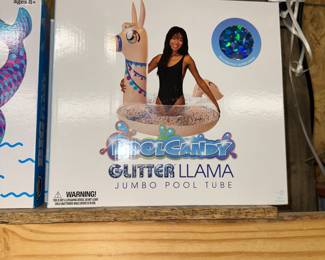 ages 8+
POOLCANDY
GLITTER LLAMA
JUMBO POOL TUBE
WARNING!